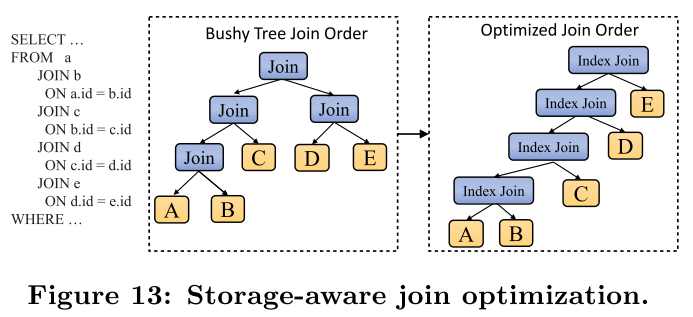 SELECT ...
FROM a
JOIN b
ON a.id = b.id
JOIN c
ON b.id = c.id
JOIN d
ON c.id = d.id
JOIN e
ON d.id = e.id
WHERE ...
Bushy Tree Join Order
Join
Join
Join
Join
C
D
E
A
B
Optimized Join Order
Index Join
Index Join
E
Index Join
D
Index Join
C
A
B
Figure 13: Storage-aware join optimization.